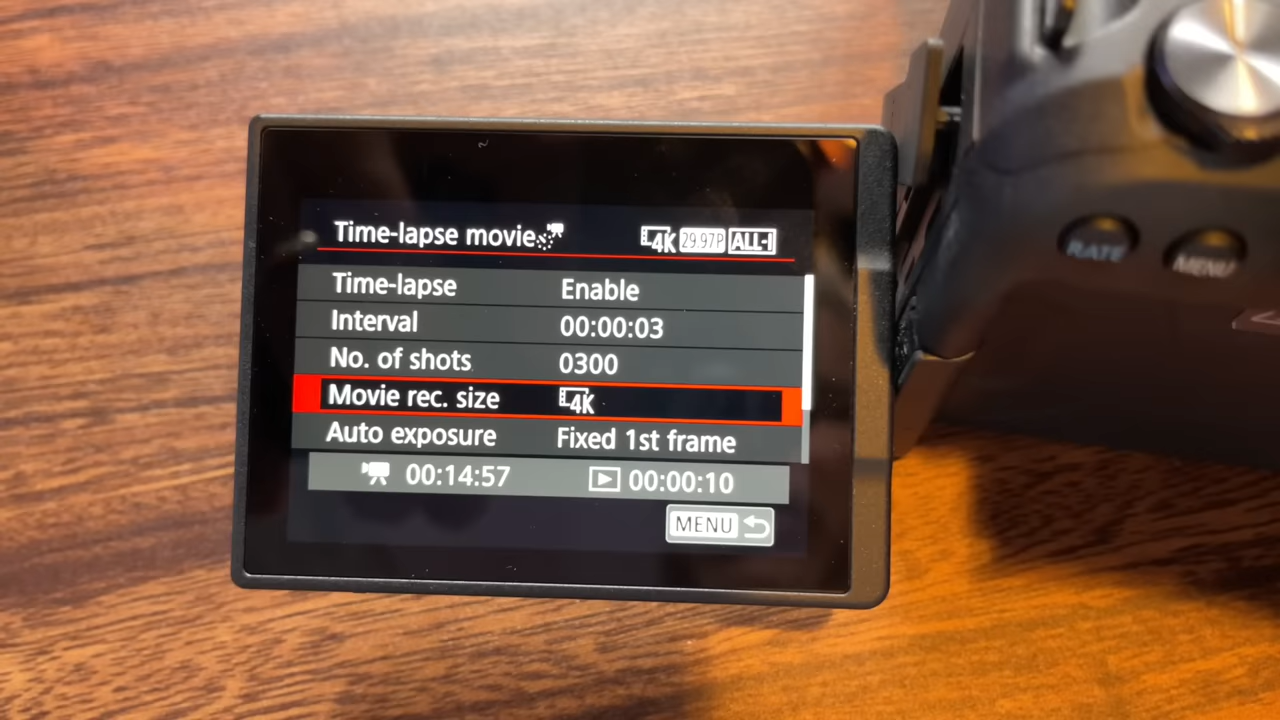 Time-lapse movie 4K 29.97P ALL-I
Time-lapse Enable
Interval 00:00:03
No. of shots 0300
Movie rec. size 4K
Auto exposure Fixed 1st frame
00:14:57 00:00:10
MENU
RATE
MENU